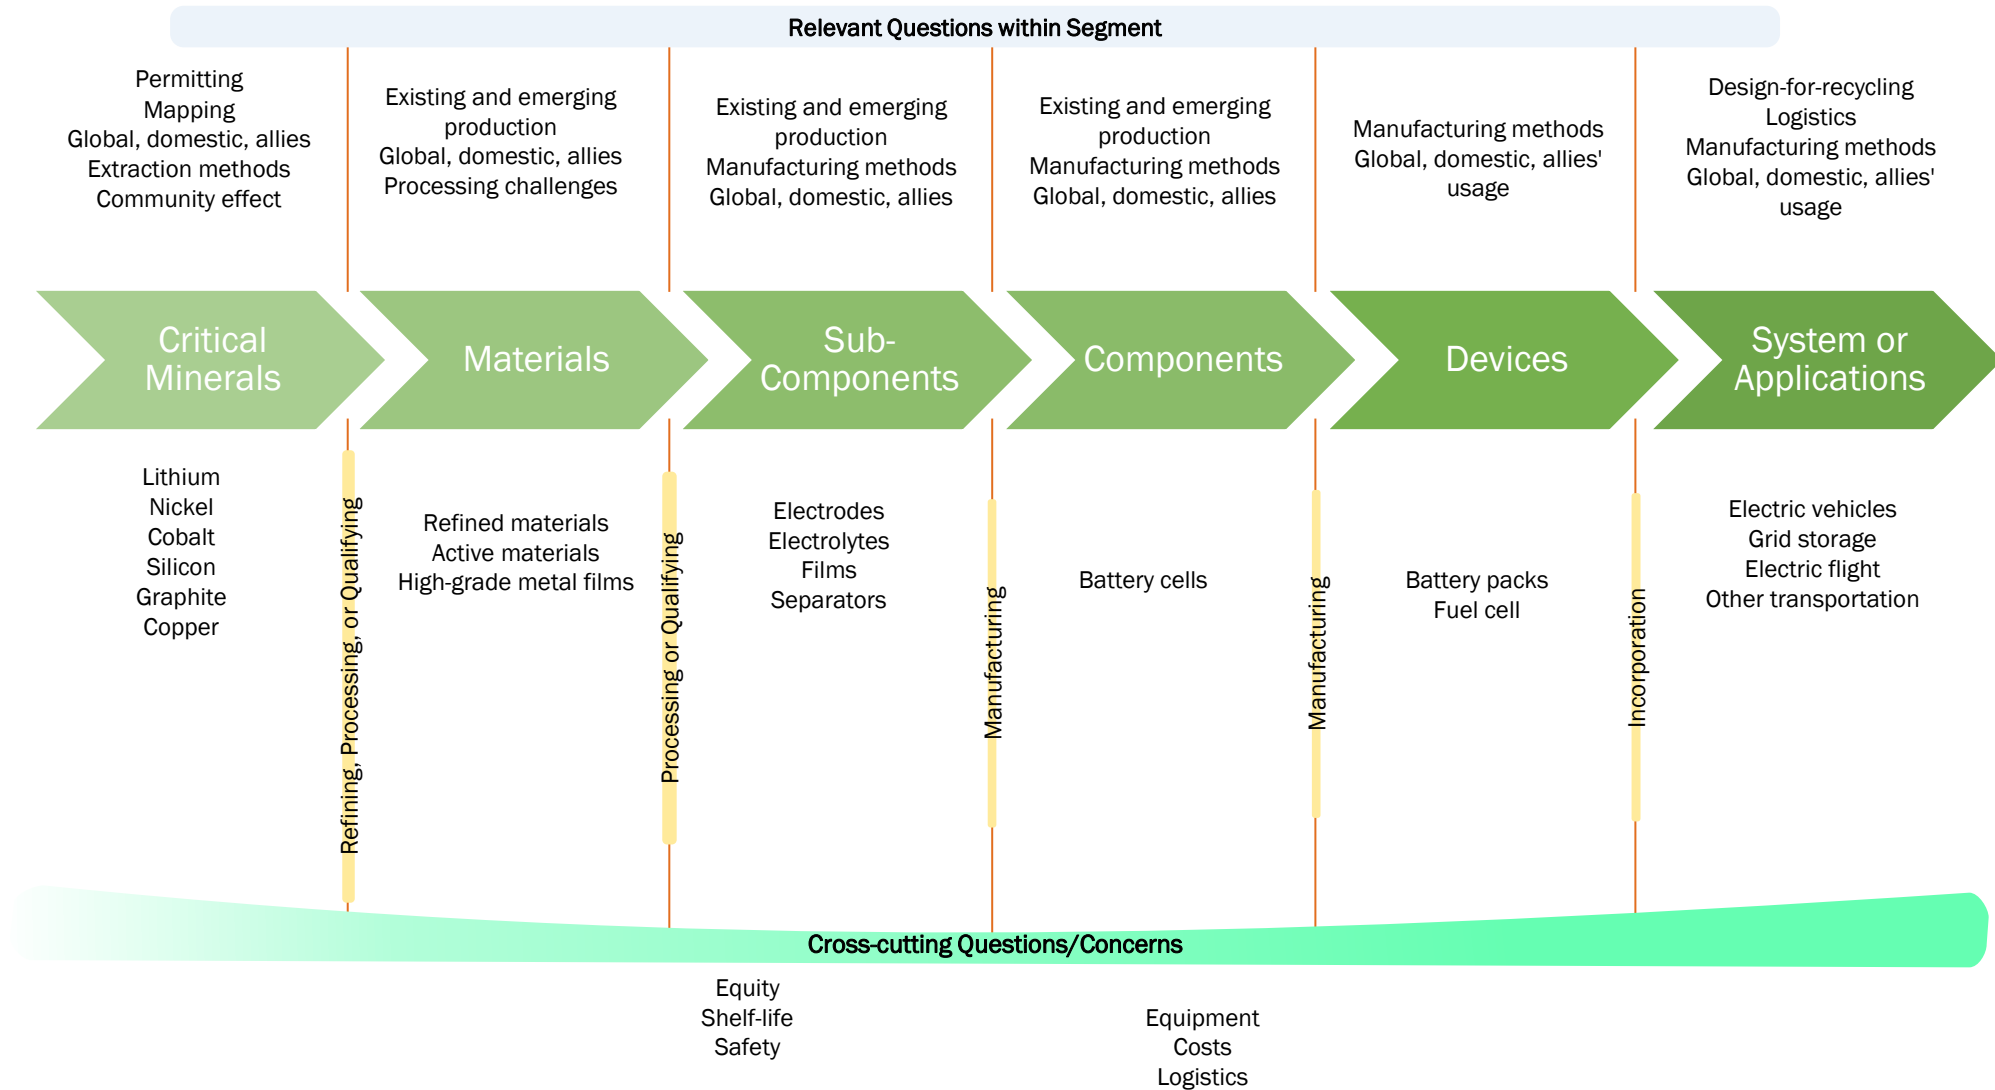 Relevant Questions within Segment
Permitting
Mapping
Global, domestic, allies
Extraction methods
Community effect
Existing and emerging
production
Global, domestic, allies
Processing challenges
Existing and emerging
production
Manufacturing methods
Global, domestic, allies
Existing and emerging
production
Manufacturing methods
Global, domestic, allies
Manufacturing methods
Global, domestic, allies'
usage
Design-for-recycling
Logistics
Manufacturing methods
Global, domestic, allies'
usage
Critical
Minerals
Materials
Sub-
Components
Components
Devices
System or
Applications
Lithium
Nickel
Cobalt
Silicon
Graphite
Copper
Refining, Processing, or Qualifying
Refined materials
Active materials
High-grade metal films
Processing or Qualifying
Electrodes
Electrolytes
Films
Separators
Manufacturing
Battery cells
Manufacturing
Battery packs
Fuel cell
Incorporation
Electric vehicles
Grid storage
Electric flight
Other transportation
Cross-cutting Questions/Concerns
Equity
Shelf-life
Safety
Equipment
Costs
Logistics